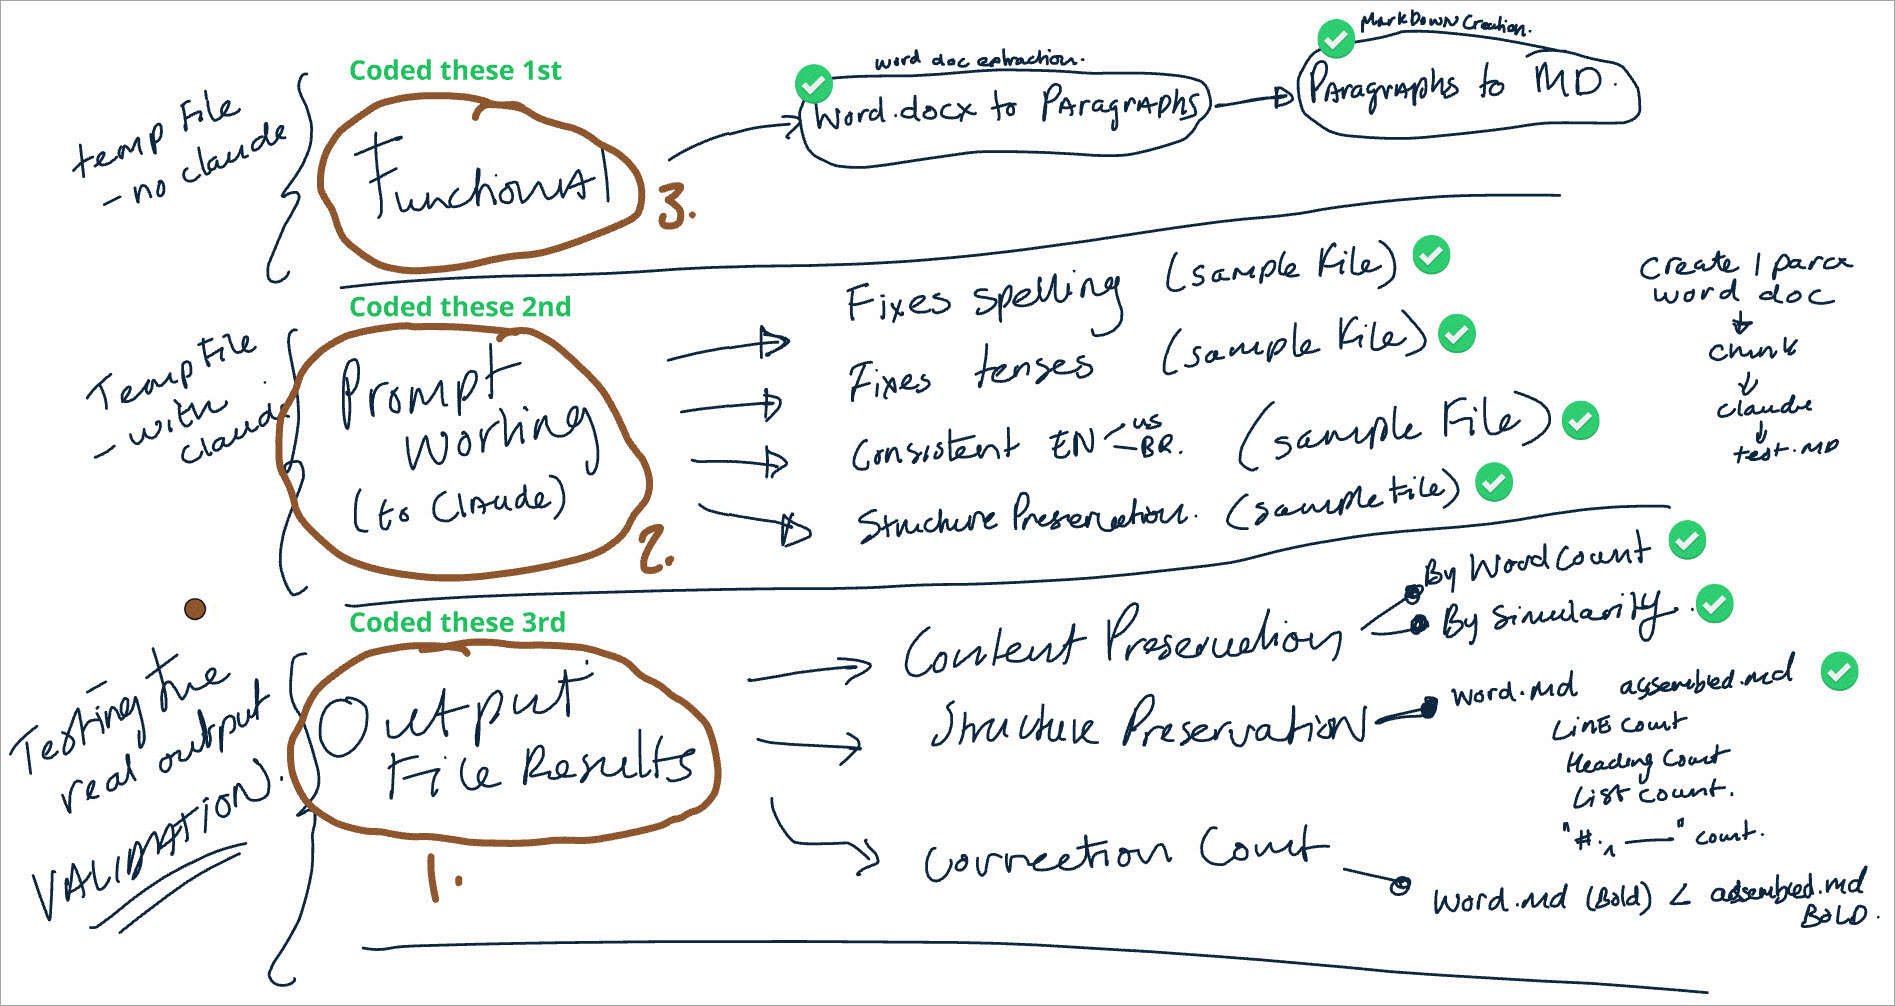 Coded these 1st
temp File
- no claude
Functional
3.
word doc extraction.
Word.docx to PAragraphs
MarkDown Creation.
PAragraphs to MD.
Coded these 2nd
Temp File
- with
claude
Prompt
Working
(to Claude)
2.
Fixes spelling (sample File)
Fixes tenses (sample File)
Consistent EN US
BR.
(sample File)
Structure Preservation. (sample File)
Create 1 para
word doc
chunk
claude
test.MD
Coded these 3rd
Testing the
real output
VALIDATION.
Output
File Results
1.
Content Preservation
By Word Count
By Simularity.
Structure Preservation
word.md assembled.md
LinE count
Heading Count
List count.
"#. " count.
Correction Count
Word.md (Bold) < assembled.md
BOLD.